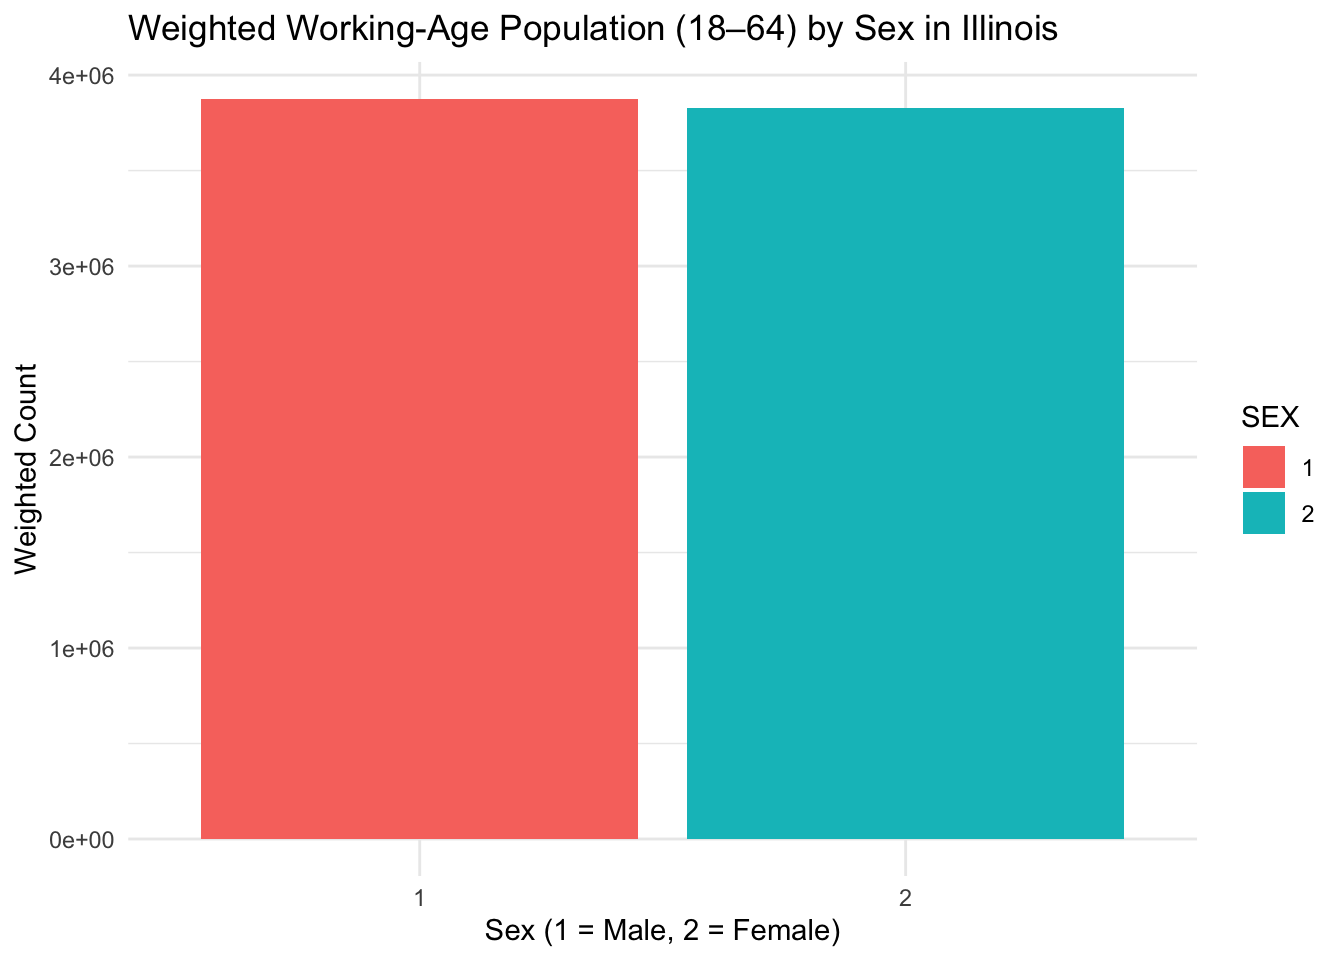 Weighted Working-Age Population (18–64) by Sex in Illinois
4e+06
3e+06
2e+06
1e+06
0e+00
Weighted Count
1
2
Sex (1 = Male, 2 = Female)
SEX
1
2